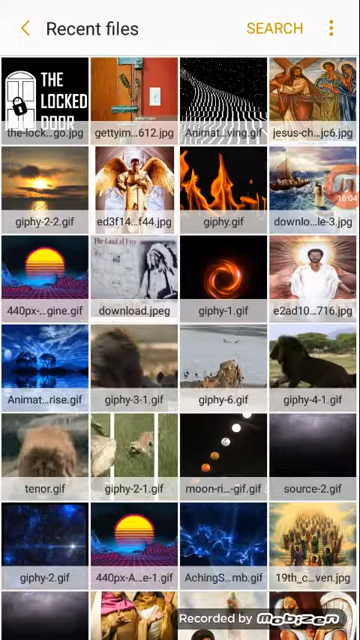 Recent files
SEARCH
THE
LOCKED
DOOR
the-lock...go.jpg
gettyim...612.jpg
Animat...ving.gif
jesus-ch...jc6.jpg
giphy-2-2.gif
ed3f14...f44.jpg
giphy.gif
downlo...le-3.jpg
16:04
The Land of Free
440px-...gine.gif
download.jpeg
giphy-1.gif
e2ad10...716.jpg
Animat...rise.gif
giphy-3-1.gif
giphy-6.gif
giphy-4-1.gif
tenor.gif
giphy-2-1.gif
moon-ri...-gif.gif
source-2.gif
giphy-2.gif
440px-A...e-1.gif
AchingS...mb.gif
19th_c...ven.jpg
Recorded by Mobizen